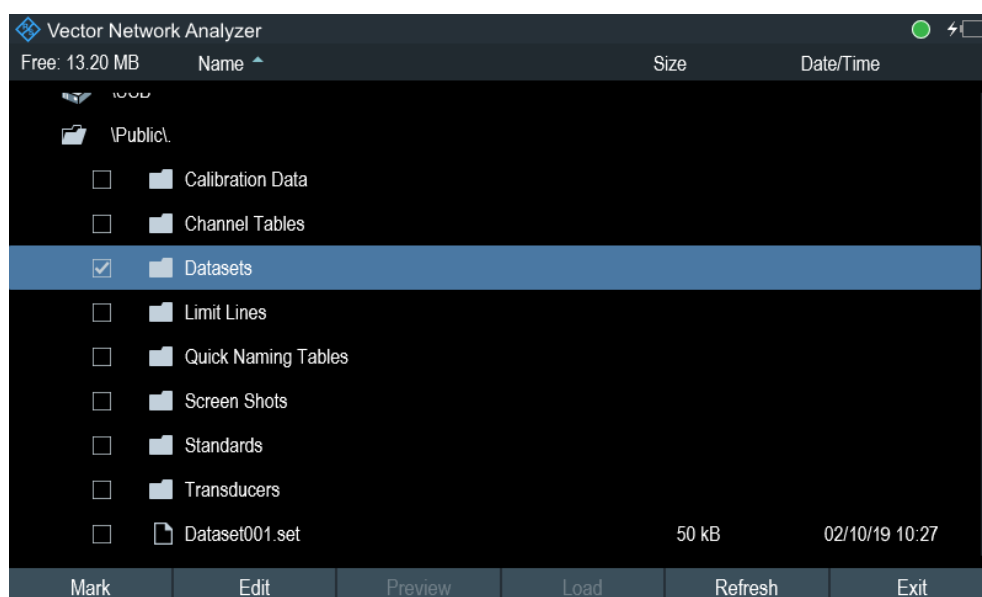 Vector Network Analyzer
Free: 13.20 MB Name Size Date/Time
\Public\.
Calibration Data
Channel Tables
Datasets
Limit Lines
Quick Naming Tables
Screen Shots
Standards
Transducers
Dataset001.set 50 kB 02/10/19 10:27
Mark Edit Preview Load Refresh Exit